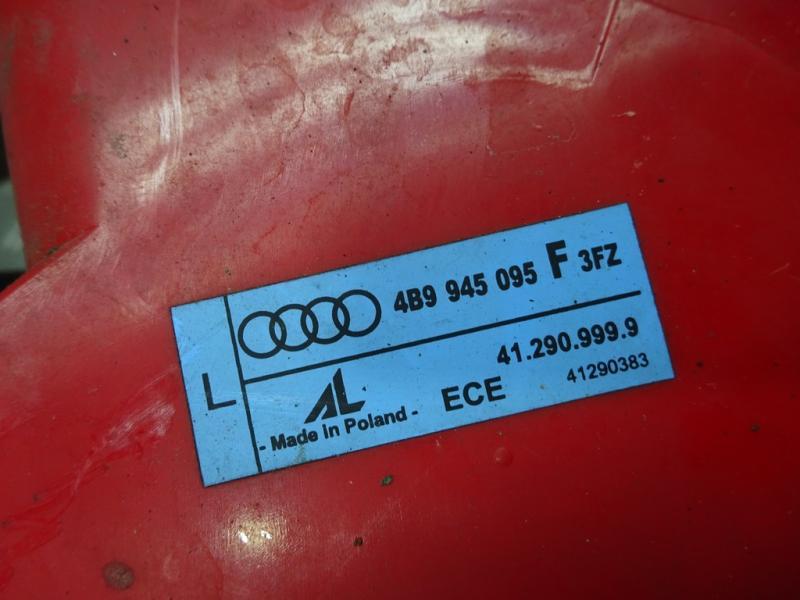 4B9 945 095 F 3FZ
41.290.999.9
L
AL
ECE
41290383
- Made in Poland -